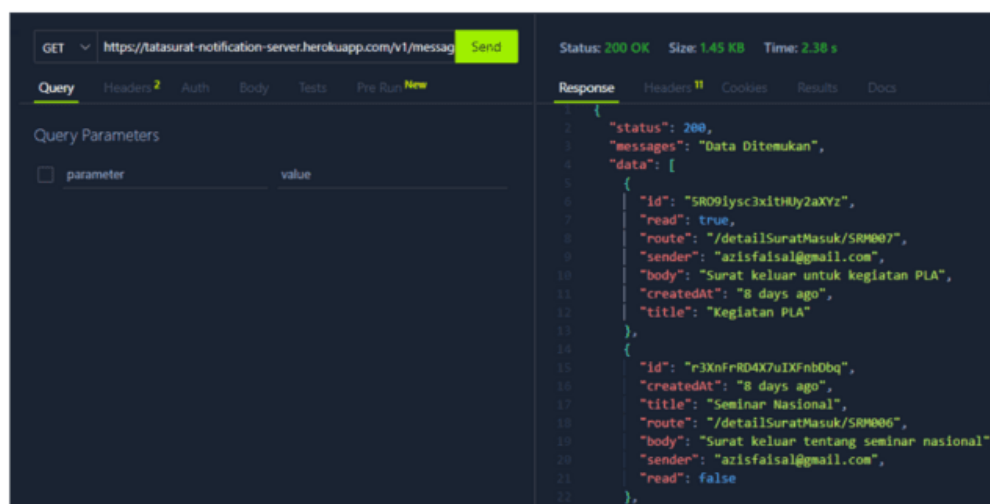 GET https://tatasurat-notification-server.herokuapp.com/v1/messag Send
Query Headers 2 Auth Body Tests Pre Run New
Query Parameters
parameter value
Status: 200 OK Size: 1.45 KB Time: 2.38 s
Response Headers 11 Cookies Results Docs
1 {
2 "status": 200,
3 "messages": "Data Ditemukan",
4 "data": [
5 {
6 "id": "5RO9iysc3xitHUy2aXYz",
7 "read": true,
8 "route": "/detailSuratMasuk/SRM007",
9 "sender": "azisfaisal@gmail.com",
10 "body": "Surat keluar untuk kegiatan PLA",
11 "createdAt": "8 days ago",
12 "title": "Kegiatan PLA"
13 },
14 {
15 "id": "r3XnFrRD4X7uIXFnbDbq",
16 "createdAt": "8 days ago",
17 "title": "Seminar Nasional",
18 "route": "/detailSuratMasuk/SRM006",
19 "body": "Surat keluar tentang seminar nasional"
20 "sender": "azisfaisal@gmail.com",
21 "read": false
22 },